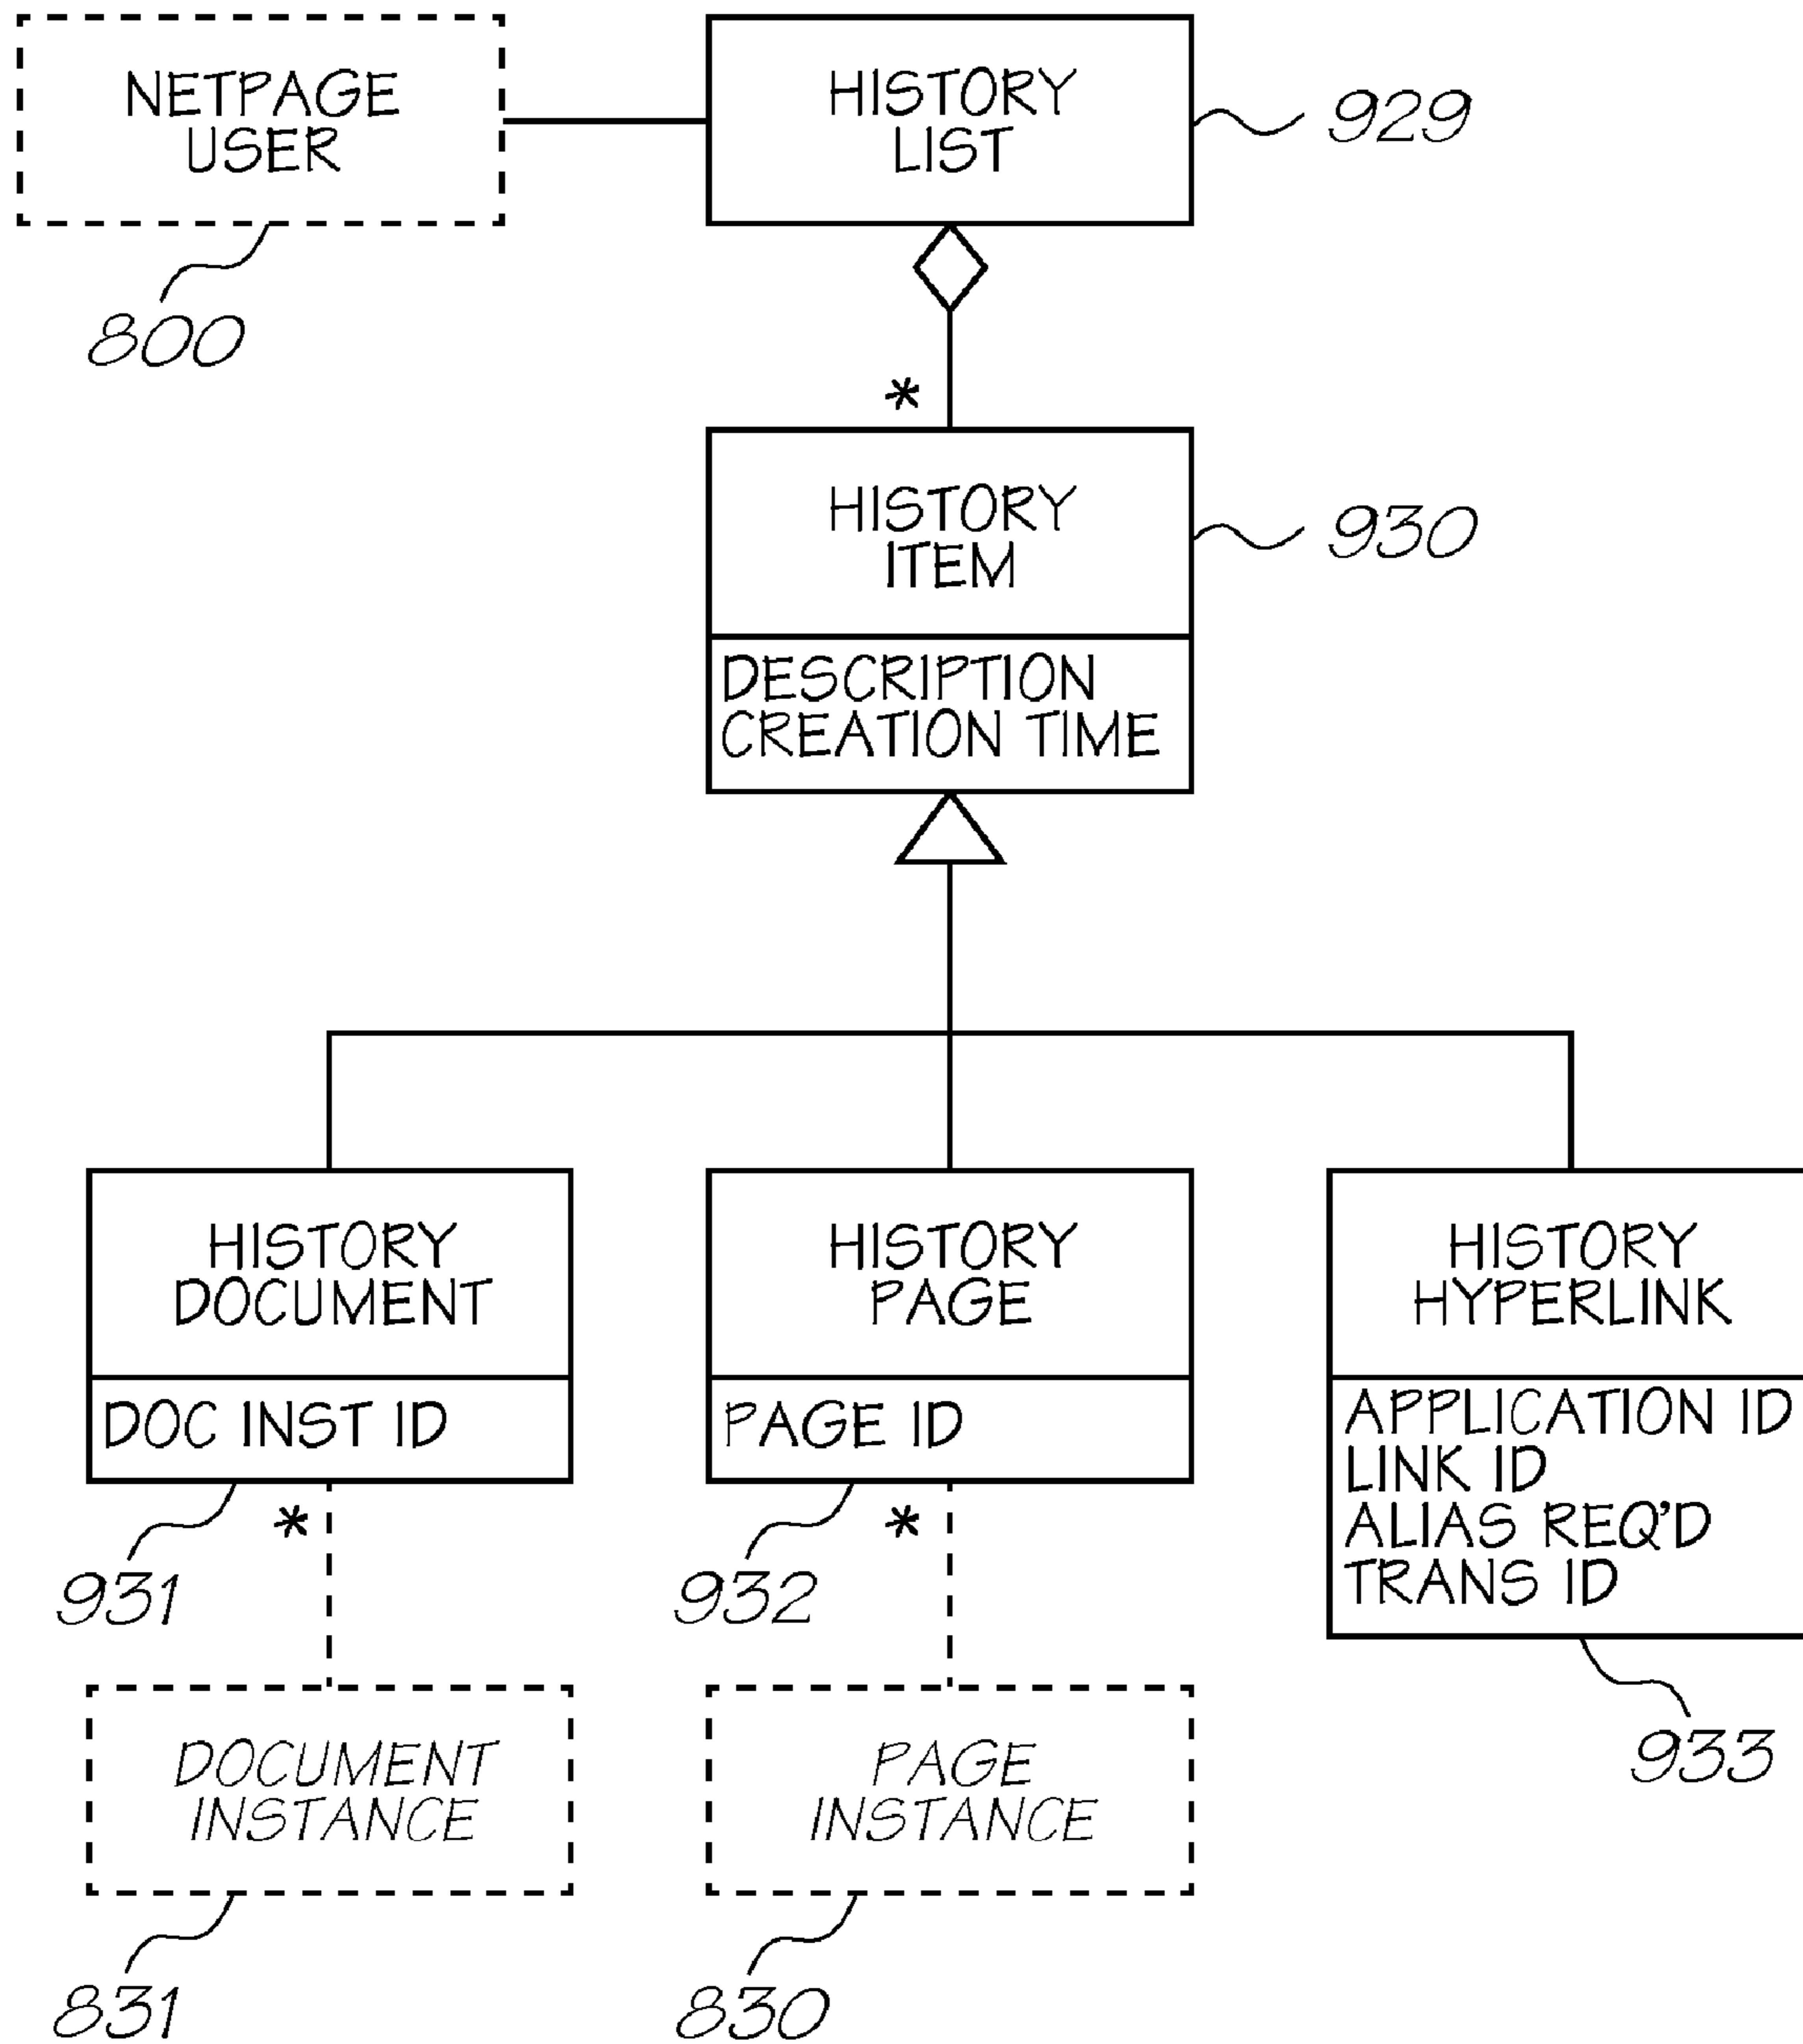 NETPAGE
USER
800
HISTORY
LIST
929
*
HISTORY
ITEM
930
DESCRIPTION
CREATION TIME
HISTORY
DOCUMENT
DOC INST ID
931
*
HISTORY
PAGE
PAGE ID
932
*
HISTORY
HYPERLINK
APPLICATION ID
LINK ID
ALIAS REQ'D
TRANS ID
933
DOCUMENT
INSTANCE
831
PAGE
INSTANCE
830